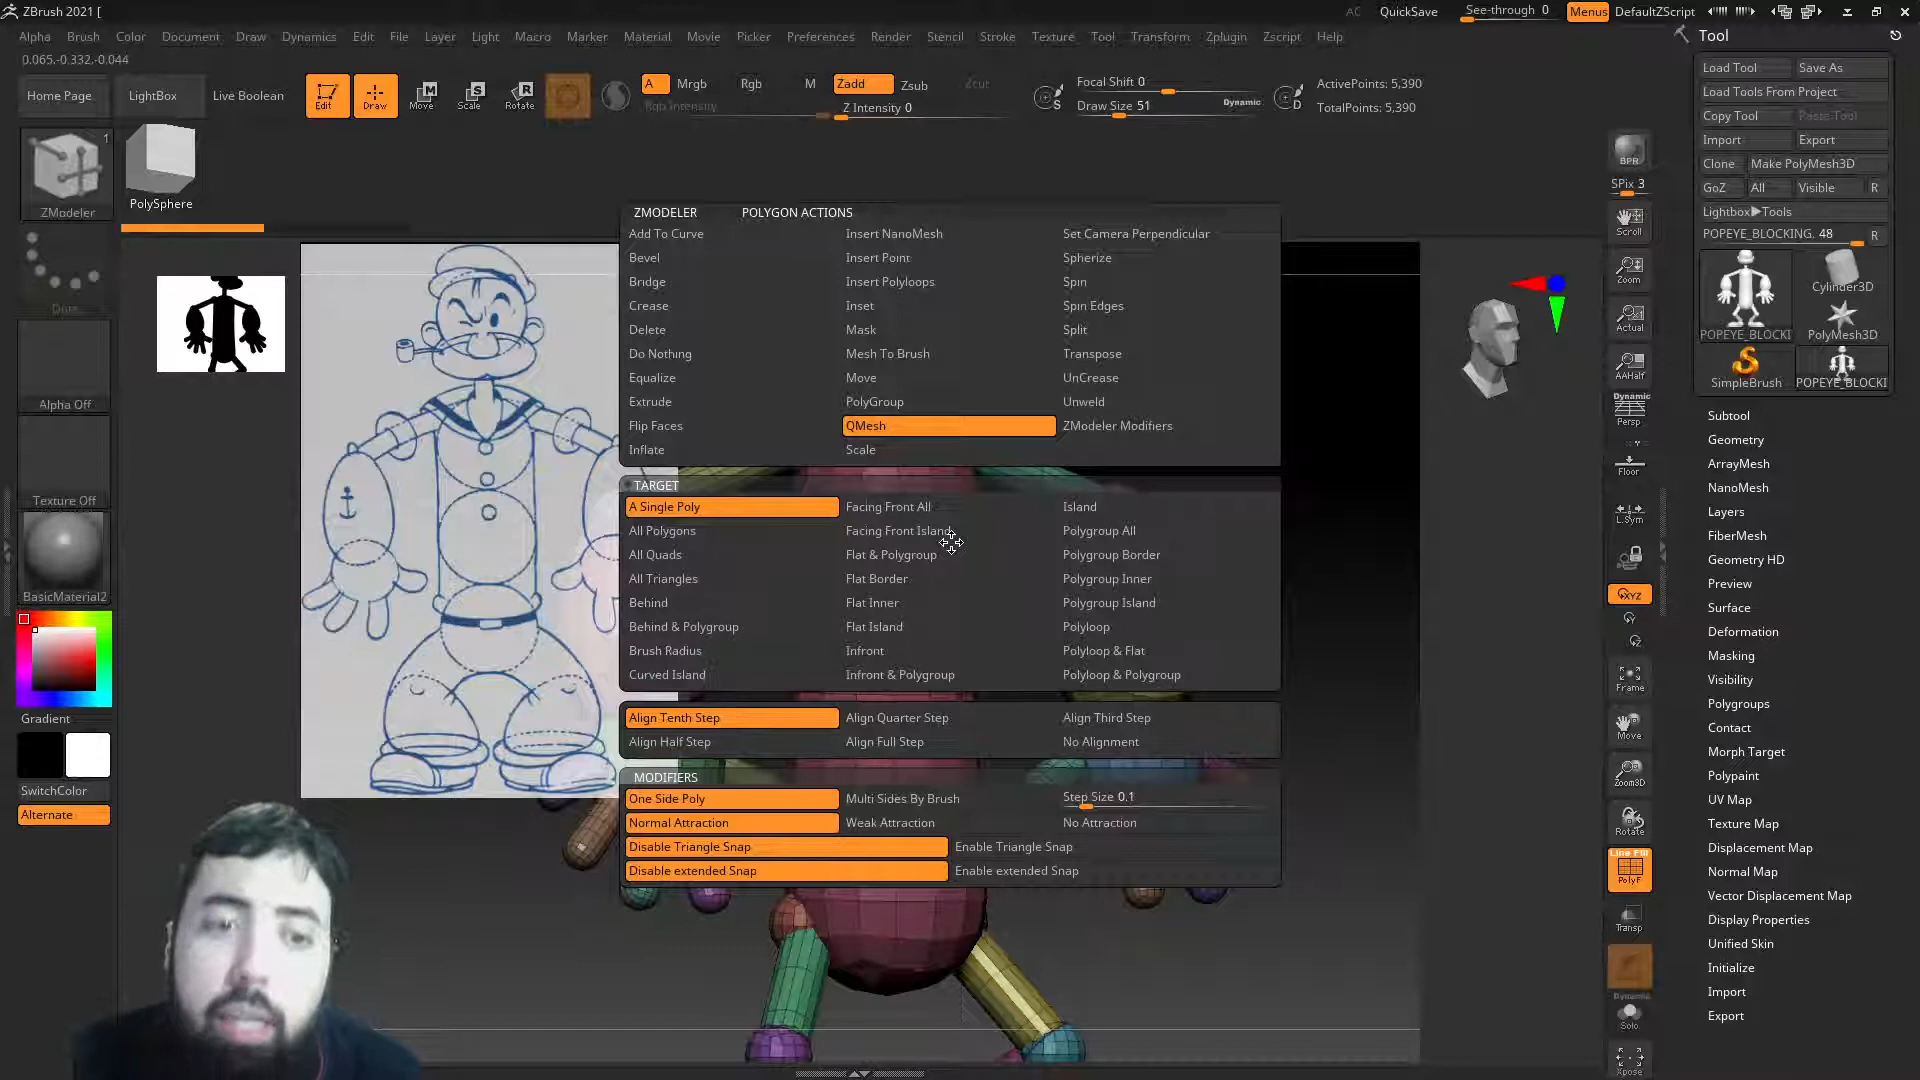 ZBrush 2021 [
AC QuickSave See-through 0 Menus DefaultZScript
Alpha Brush Color Document Draw Dynamics Edit File Layer Light Macro Marker Material Movie Picker Preferences Render Stencil Stroke Texture Tool Transform Zplugin Zscript Help
0.065,-0.332,-0.044
Home Page LightBox Live Boolean Edit Draw Move Scale Rotate
A Mrgb Rgb M Zadd Zsub Zcut
Rgb Intensity Z Intensity 0
Focal Shift 0
Draw Size 51 Dynamic
ActivePoints: 5,390
TotalPoints: 5,390
1
ZModeler
PolySphere
Dots
Alpha Off
Texture Off
BasicMaterial2
Gradient
SwitchColor
Alternate
ZMODELER POLYGON ACTIONS
Add To Curve Insert NanoMesh Set Camera Perpendicular
Bevel Insert Point Spherize
Bridge Insert Polyloops Spin
Crease Inset Spin Edges
Delete Mask Split
Do Nothing Mesh To Brush Transpose
Equalize Move UnCrease
Extrude PolyGroup Unweld
Flip Faces QMesh ZModeler Modifiers
Inflate Scale
TARGET
A Single Poly Facing Front All Island
All Polygons Facing Front Island Polygroup All
All Quads Flat & Polygroup Polygroup Border
All Triangles Flat Border Polygroup Inner
Behind Flat Inner Polygroup Island
Behind & Polygroup Flat Island Polyloop
Brush Radius Infront Polyloop & Flat
Curved Island Infront & Polygroup Polyloop & Polygroup
Align Tenth Step Align Quarter Step Align Third Step
Align Half Step Align Full Step No Alignment
MODIFIERS
One Side Poly Multi Sides By Brush Step Size 0.1
Normal Attraction Weak Attraction No Attraction
Disable Triangle Snap Enable Triangle Snap
Disable extended Snap Enable extended Snap
BPR
SPix 3
Scroll
Zoom
Actual
AAHalf
Dynamic
Persp
Floor
L.Sym
XYZ
Y
Z
Frame
Move
Zoom3D
Rotate
Line Fill
PolyF
Transp
Dynamic
Solo
Xpose
Tool
Load Tool Save As
Load Tools From Project
Copy Tool Paste Tool
Import Export
Clone Make PolyMesh3D
GoZ All Visible R
Lightbox▶Tools
POPEYE_BLOCKING. 48 R
Cylinder3D
POPEYE_BLOCKI PolyMesh3D
SimpleBrush POPEYE_BLOCKI
Subtool
Geometry
ArrayMesh
NanoMesh
Layers
FiberMesh
Geometry HD
Preview
Surface
Deformation
Masking
Visibility
Polygroups
Contact
Morph Target
Polypaint
UV Map
Texture Map
Displacement Map
Normal Map
Vector Displacement Map
Display Properties
Unified Skin
Initialize
Import
Export